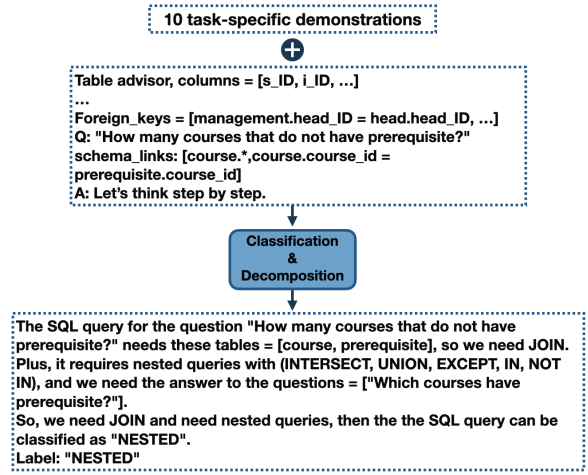 10 task-specific demonstrations
Table advisor, columns = [s_ID, i_ID, ...]
...
Foreign_keys = [management.head_ID = head.head_ID, ...]
Q: "How many courses that do not have prerequisite?"
schema_links: [course.*,course.course_id =
prerequisite.course_id]
A: Let's think step by step.
Classification
&
Decomposition
The SQL query for the question "How many courses that do not have
prerequisite?" needs these tables = [course, prerequisite], so we need JOIN.
Plus, it requires nested queries with (INTERSECT, UNION, EXCEPT, IN, NOT
IN), and we need the answer to the questions = ["Which courses have
prerequisite?"].
So, we need JOIN and need nested queries, then the the SQL query can be
classified as "NESTED".
Label: "NESTED"